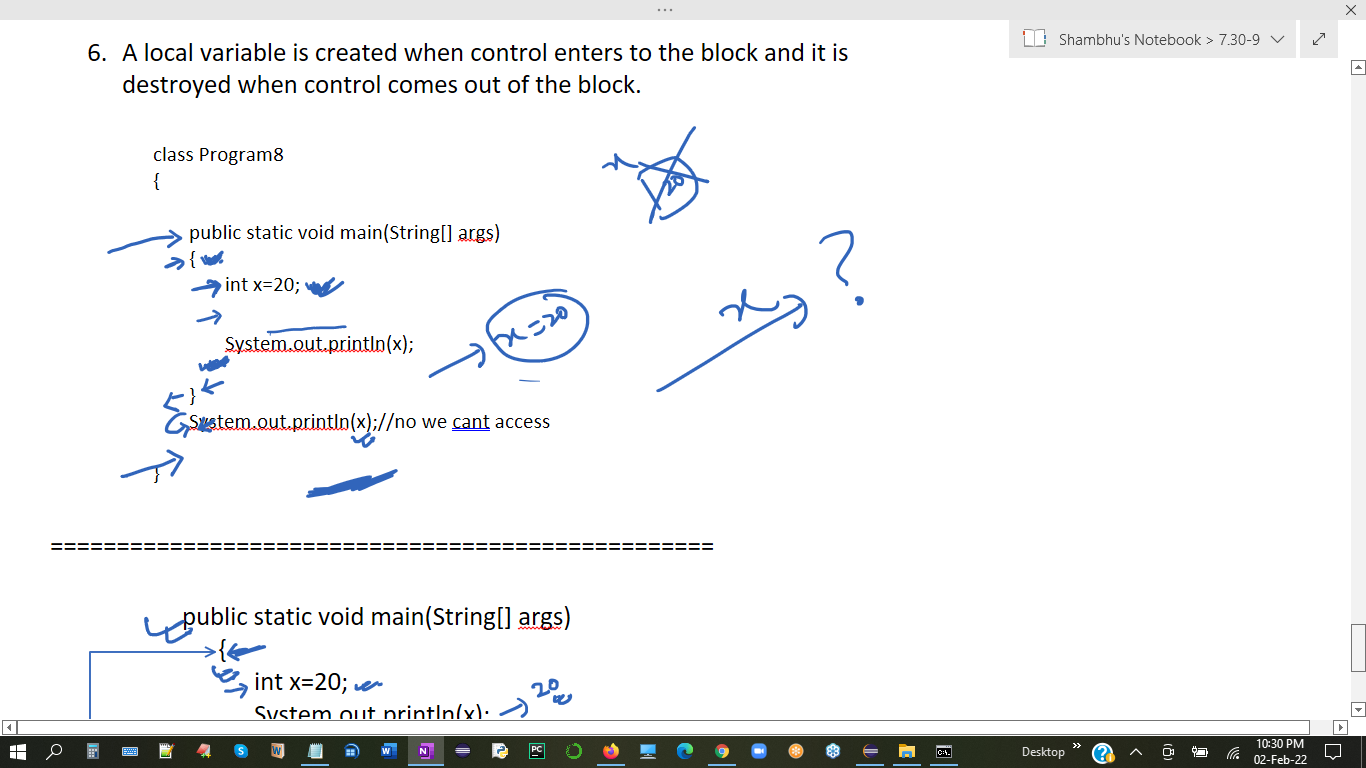 Shambhu's Notebook > 7.30-9
6. A local variable is created when control enters to the block and it is
destroyed when control comes out of the block.
class Program8
{
x 20
public static void main(String[] args)
{
?
int x=20;
x
x=20
System.out.println(x);
}
System.out.println(x);//no we cant access
}
==================================================
public static void main(String[] args)
{
int x=20;
20
System.out.println(x);
Desktop
10:30 PM
02-Feb-22